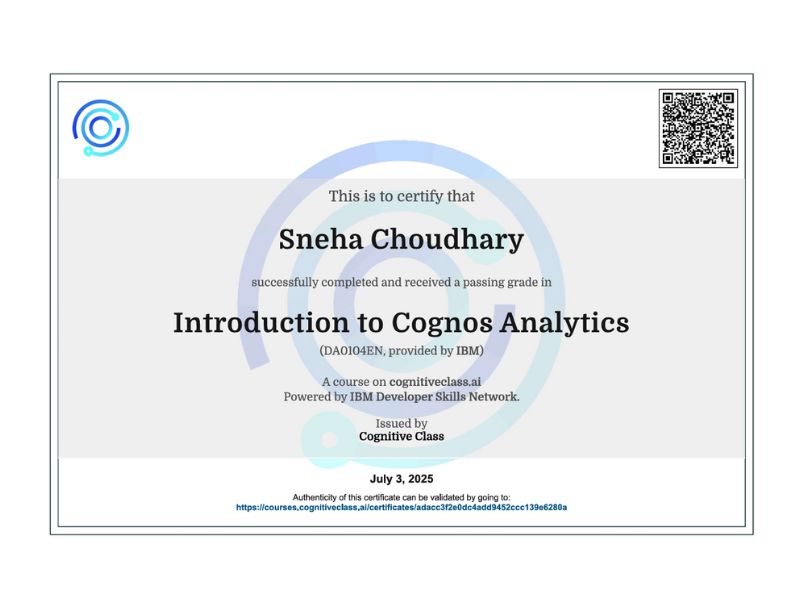 This is to certify that
Sneha Choudhary
successfully completed and received a passing grade in
Introduction to Cognos Analytics
(DA0104EN, provided by IBM)
A course on cognitiveclass.ai
Powered by IBM Developer Skills Network.
Issued by
Cognitive Class
July 3, 2025
Authenticity of this certificate can be validated by going to:
https://courses.cognitiveclass.ai/certificates/adacc3f2e0dc4add9452ccc139e6280a